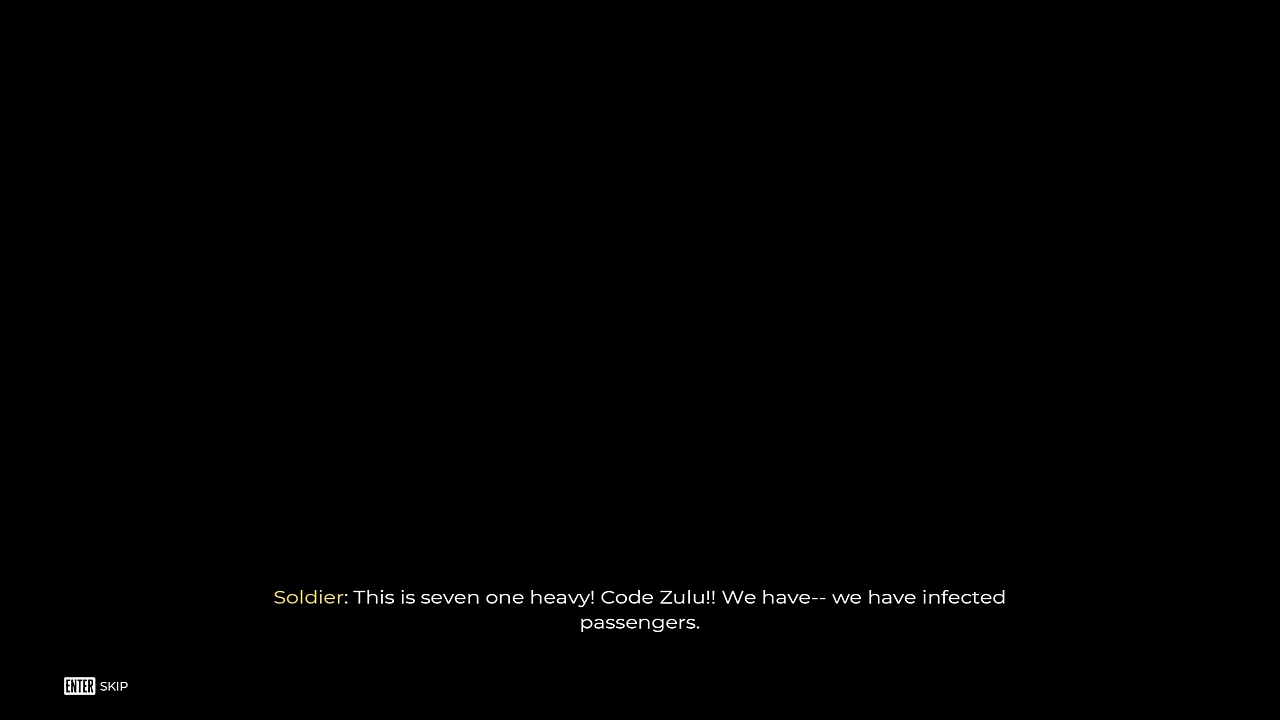 Soldier: This is seven one heavy! Code Zulu!! We have-- we have infected
passengers.
ENTER SKIP